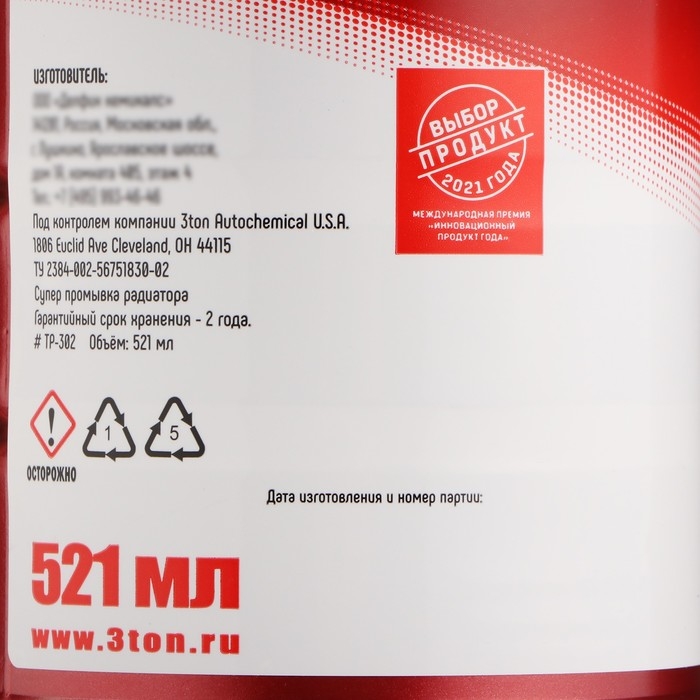 ИЗГОТОВИТЕЛЬ:
Под контролем компании 3ton Autochemical U.S.A.
1806 Euclid Ave Cleveland, OH 44115
ТУ 2384-002-56751830-02
Супер промывка радиатора
Гарантийный срок хранения - 2 года.
# ТР-302 Объём: 521 мл
ВЫБОР
ПРОДУКТ
2021 ГОДА
МЕЖДУНАРОДНАЯ ПРЕМИЯ
«ИННОВАЦИОННЫЙ
ПРОДУКТ ГОДА»
1
5
ОСТОРОЖНО
Дата изготовления и номер партии:
521 мл
www.3ton.ru